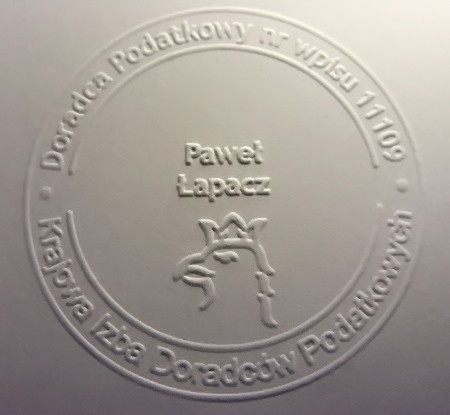 Doradca Podatkowy nr wpisu 11109
Paweł
Łapacz
Krajowa Izba Doradców Podatkowych